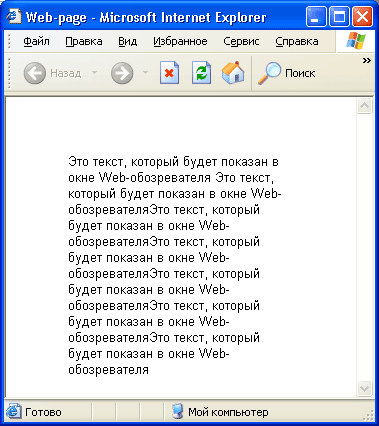 Web-page - Microsoft Internet Explorer
Файл Правка Вид Избранное Сервис Справка
Назад Поиск
Это текст, который будет показан в
окне Web-обозревателя Это текст,
который будет показан в окне Web-
обозревателяЭто текст, который
будет показан в окне Web-
обозревателяЭто текст, который
будет показан в окне Web-
обозревателяЭто текст, который
будет показан в окне Web-
обозревателяЭто текст, который
будет показан в окне Web-
обозревателяЭто текст, который
будет показан в окне Web-
обозревателя
Готово Мой компьютер